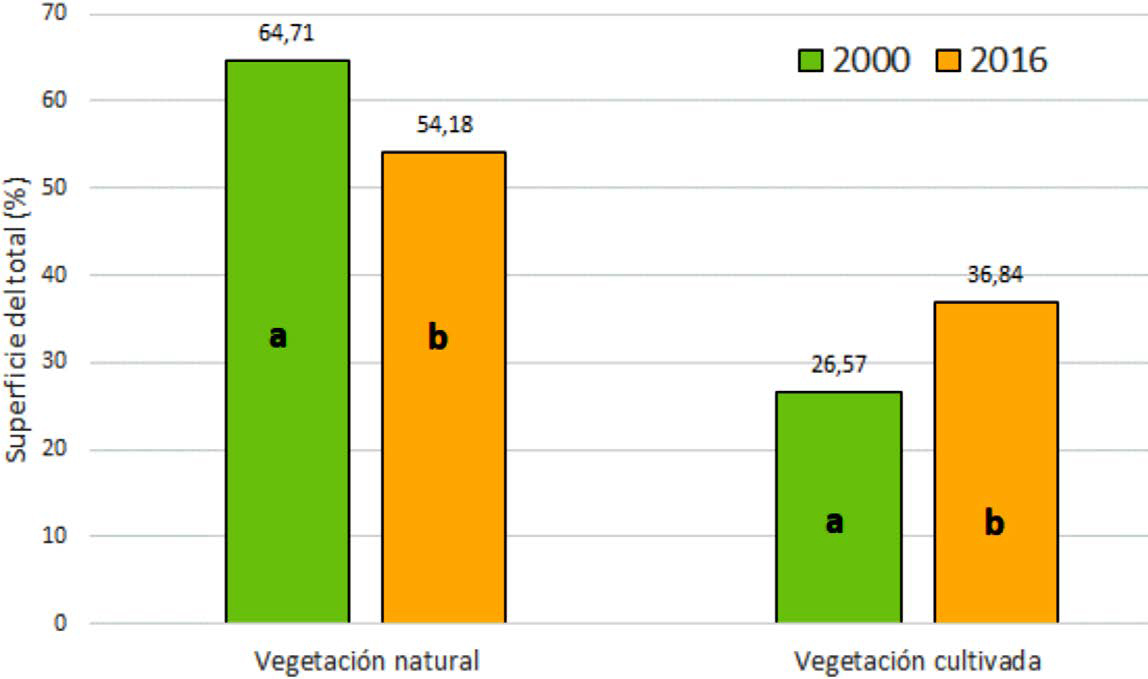 70
60
50
40
30
20
10
0
Superficie del total (%)
2000 2016
64,71
54,18
26,57
36,84
a
b
a
b
Vegetación natural
Vegetación cultivada